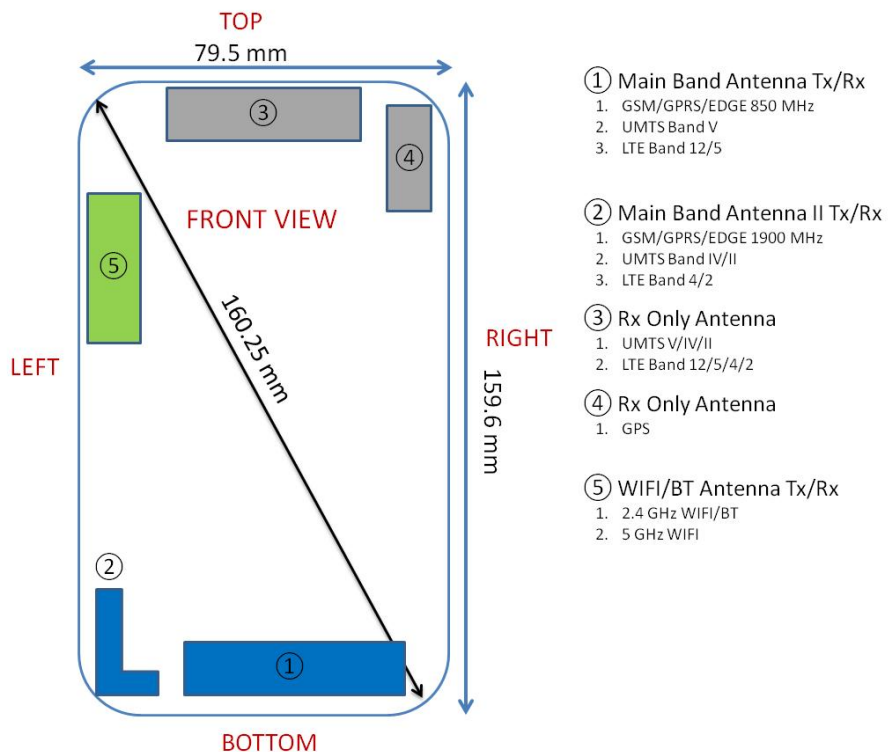 TOP
79.5 mm
③
④
FRONT VIEW
⑤
160.25 mm
LEFT
RIGHT
159.6 mm
②
①
BOTTOM
① Main Band Antenna Tx/Rx
1. GSM/GPRS/EDGE 850 MHz
2. UMTS Band V
3. LTE Band 12/5
② Main Band Antenna II Tx/Rx
1. GSM/GPRS/EDGE 1900 MHz
2. UMTS Band IV/II
3. LTE Band 4/2
③ Rx Only Antenna
1. UMTS V/IV/II
2. LTE Band 12/5/4/2
④ Rx Only Antenna
1. GPS
⑤ WIFI/BT Antenna Tx/Rx
1. 2.4 GHz WIFI/BT
2. 5 GHz WIFI